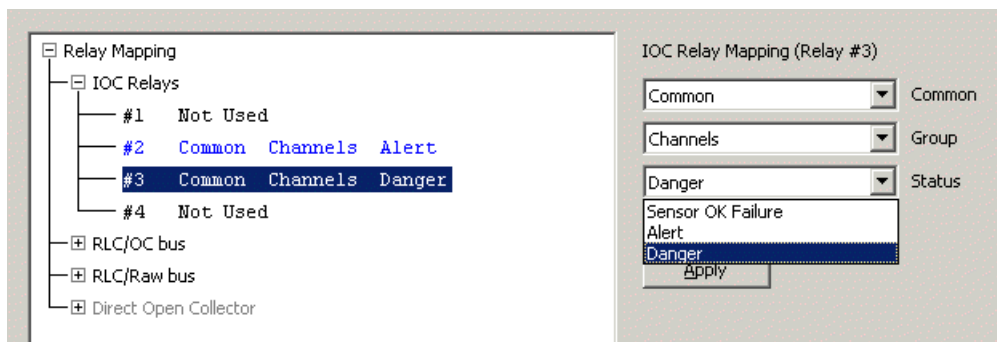 Relay Mapping
IOC Relays
#1 Not Used
#2 Common Channels Alert
#3 Common Channels Danger
#4 Not Used
RLC/OC bus
RLC/Raw bus
Direct Open Collector
IOC Relay Mapping (Relay #3)
Common Common
Channels Group
Danger Status
Sensor OK Failure
Alert
Danger
Apply